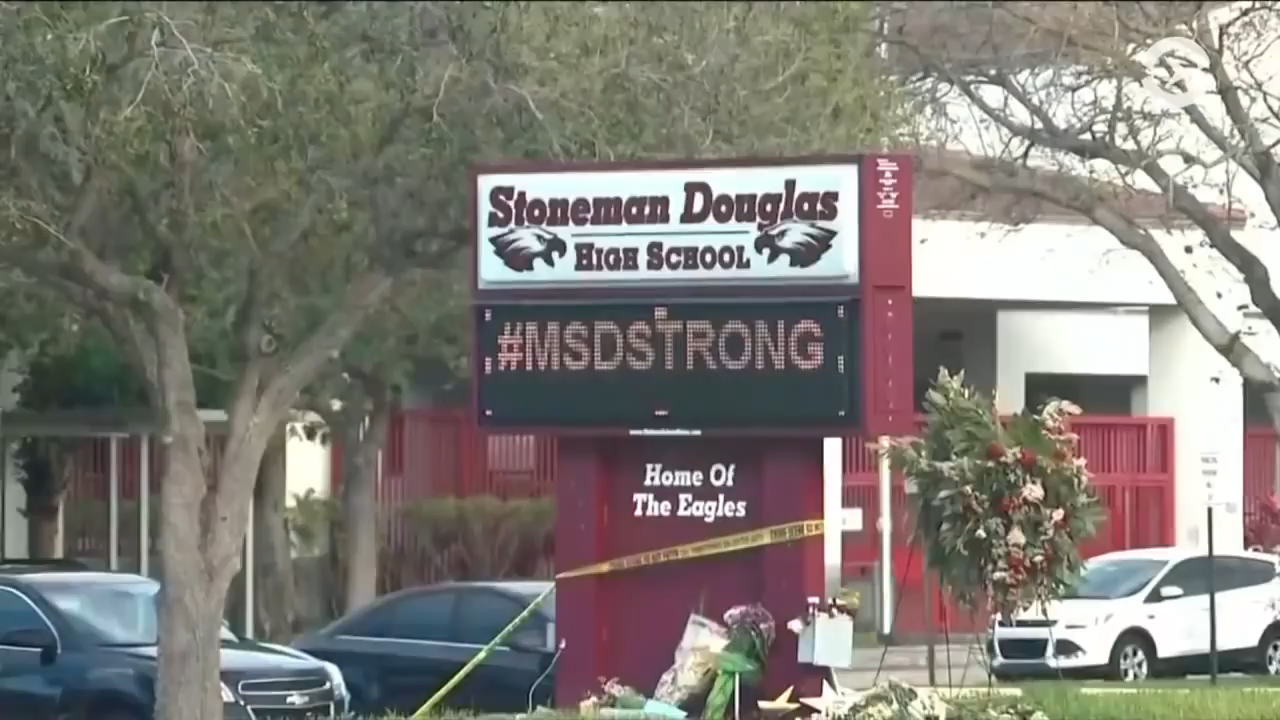 Stoneman Douglas
HIGH SCHOOL
#MSDSTRONG
Home Of
The Eagles